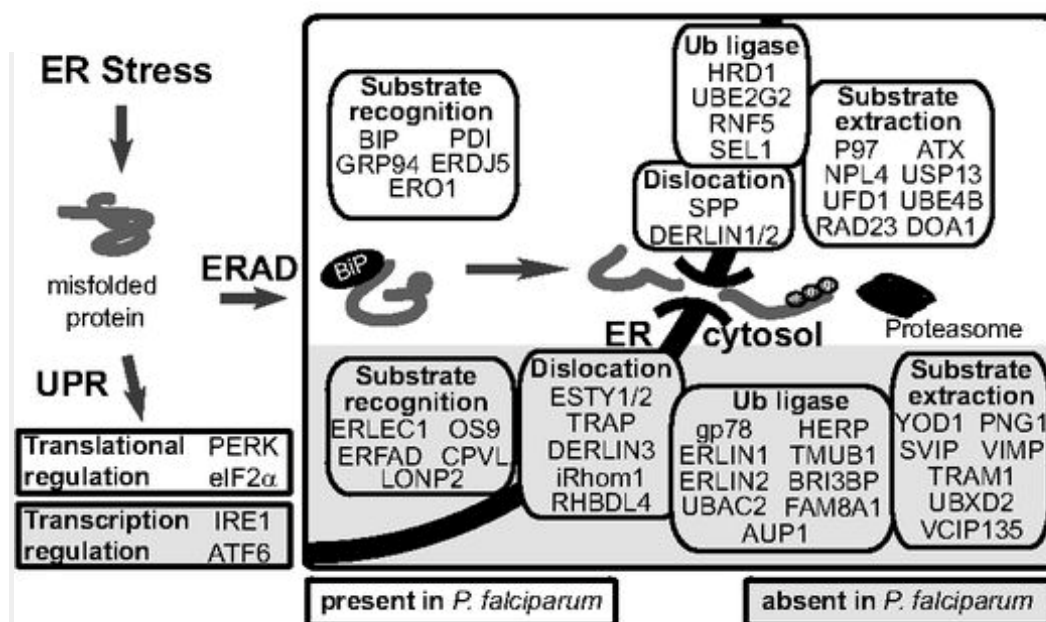 ER Stress
misfolded
protein
ERAD
UPR
Translational PERK
regulation eIF2α
Transcription IRE1
regulation ATF6
Substrate
recognition
BIP PDI
GRP94 ERDJ5
ERO1
BiP
Ub ligase
HRD1
UBE2G2
RNF5
SEL1
Dislocation
SPP
DERLIN1/2
Substrate
extraction
P97 ATX
NPL4 USP13
UFD1 UBE4B
RAD23 DOA1
ER cytosol
Proteasome
Substrate
recognition
ERLEC1 OS9
ERFAD CPVL
LONP2
Dislocation
ESTY1/2
TRAP
DERLIN3
iRhom1
RHBDL4
Ub ligase
gp78 HERP
ERLIN1 TMUB1
ERLIN2 BRI3BP
UBAC2 FAM8A1
AUP1
Substrate
extraction
YOD1 PNG1
SVIP VIMP
TRAM1
UBXD2
VCIP135
present in P. falciparum
absent in P. falciparum